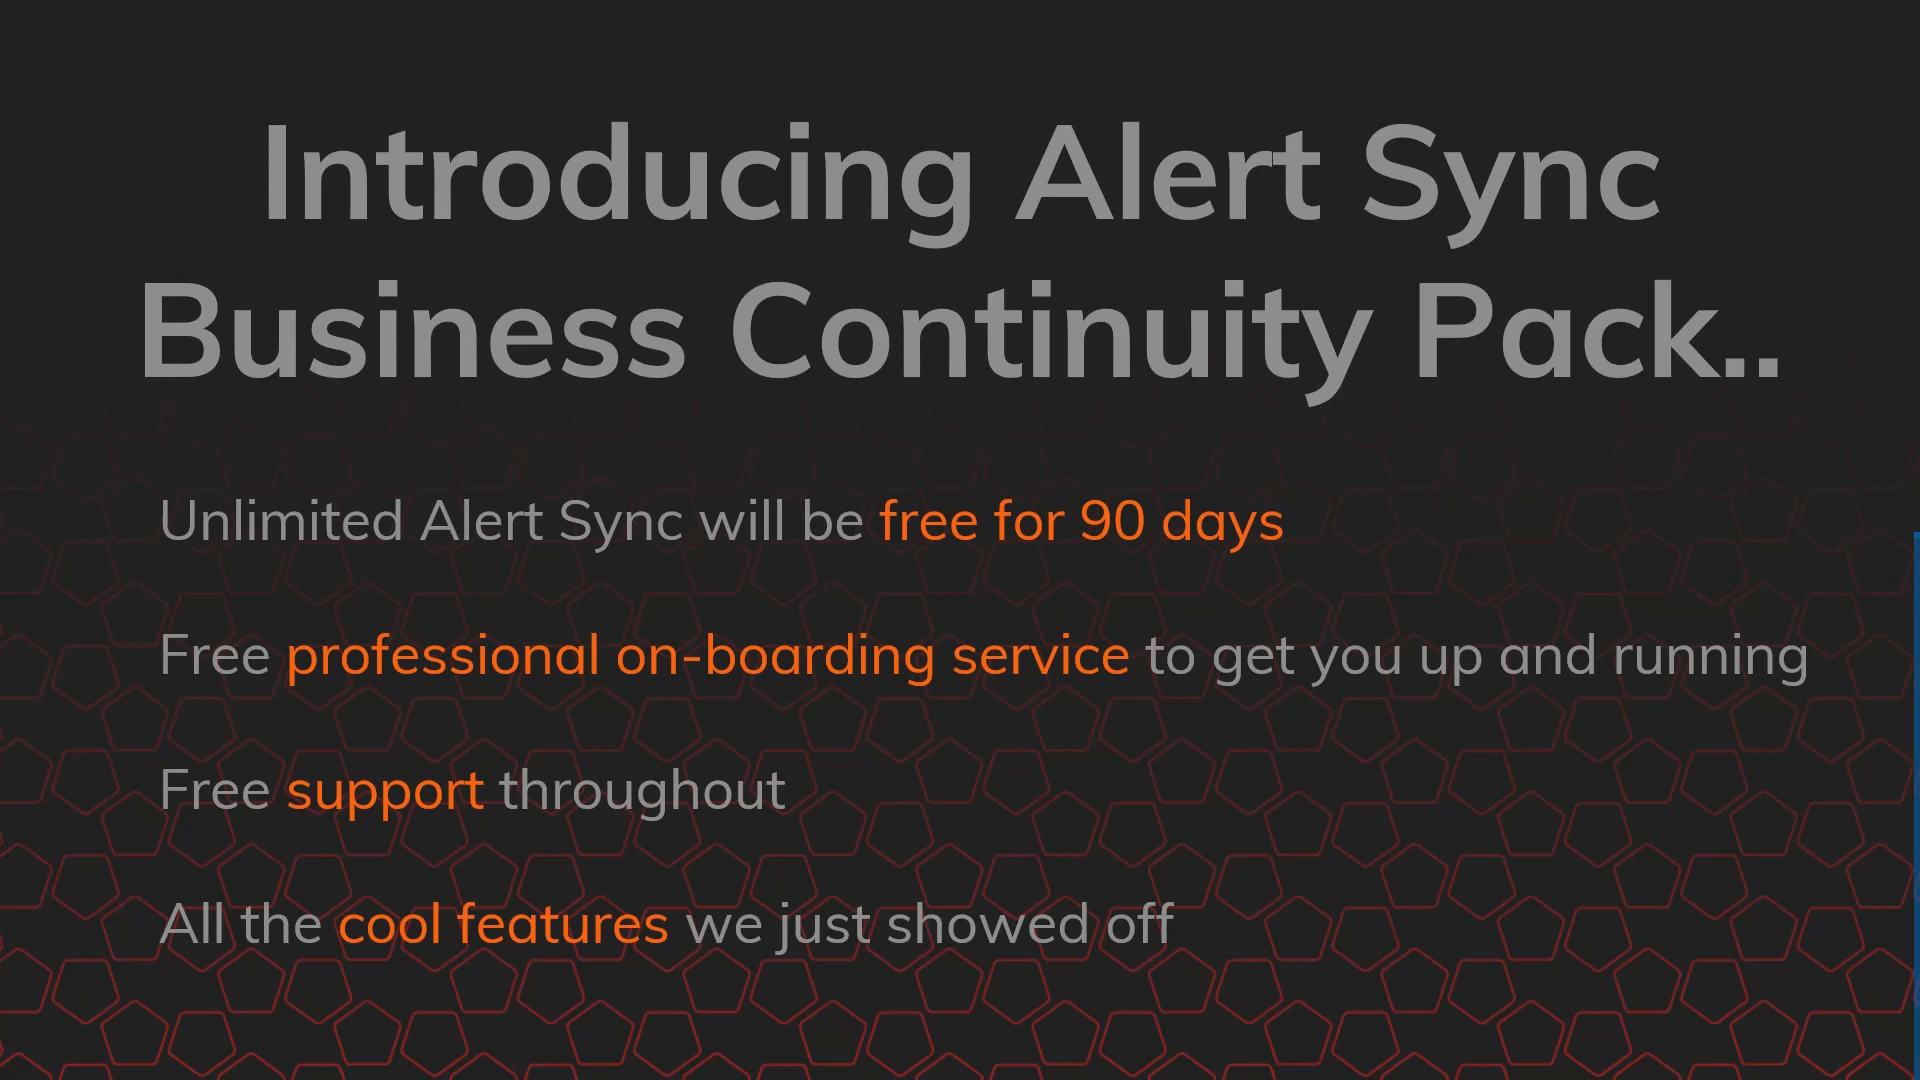 Introducing Alert Sync
Business Continuity Pack..
Unlimited Alert Sync will be free for 90 days
Free professional on-boarding service to get you up and running
Free support throughout
All the cool features we just showed off